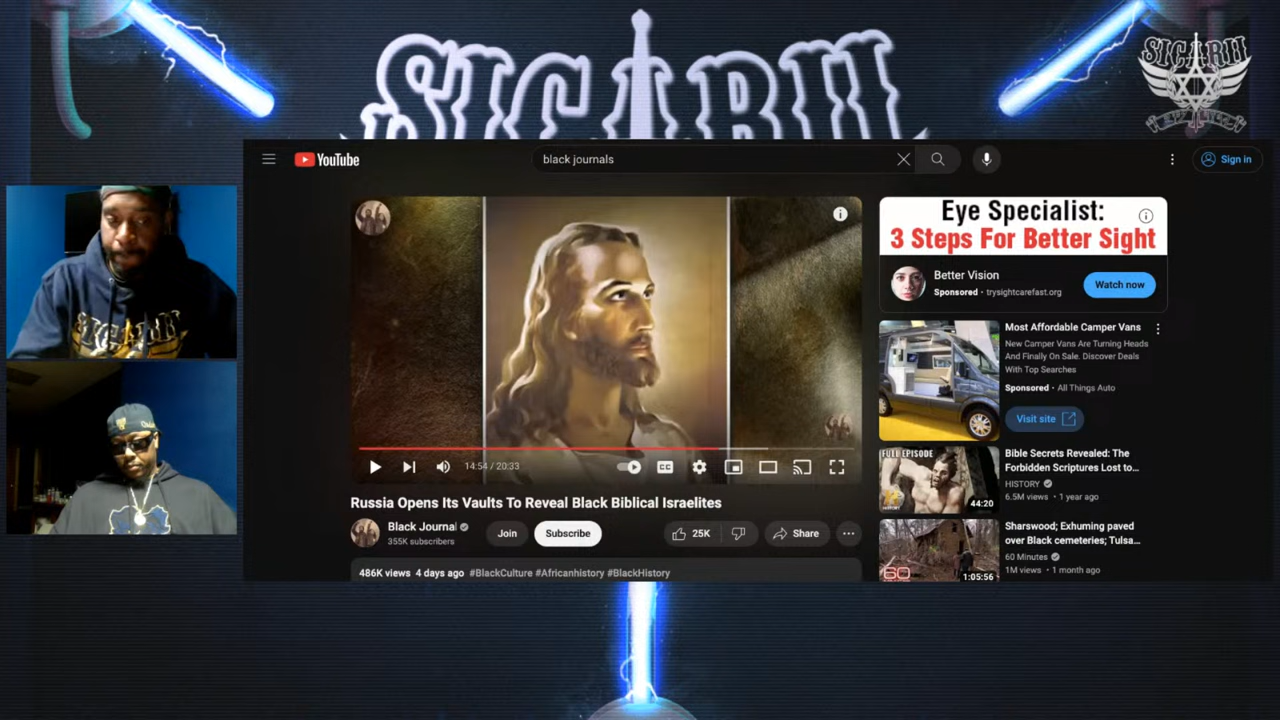 SICARII
SICARII
YouTube
black journals
Sign in
Eye Specialist:
3 Steps For Better Sight
Better Vision
Sponsored • trysightcarefast.org
Watch now
Most Affordable Camper Vans
New Camper Vans Are Turning Heads
And Finally On Sale. Discover Deals
With Top Searches
Sponsored • All Things Auto
Visit site
14:54 / 20:33
CC
Russia Opens Its Vaults To Reveal Black Biblical Israelites
Black Journal
355K subscribers
Join
Subscribe
25K
Share
486K views 4 days ago #BlackCulture #Africanhistory #BlackHistory
FULL EPISODE
44:20
Bible Secrets Revealed: The
Forbidden Scriptures Lost to...
HISTORY
6.5M views • 1 year ago
60
1:05:56
Sharswood; Exhuming paved
over Black cemeteries; Tulsa...
60 Minutes
1M views • 1 month ago
SICARII